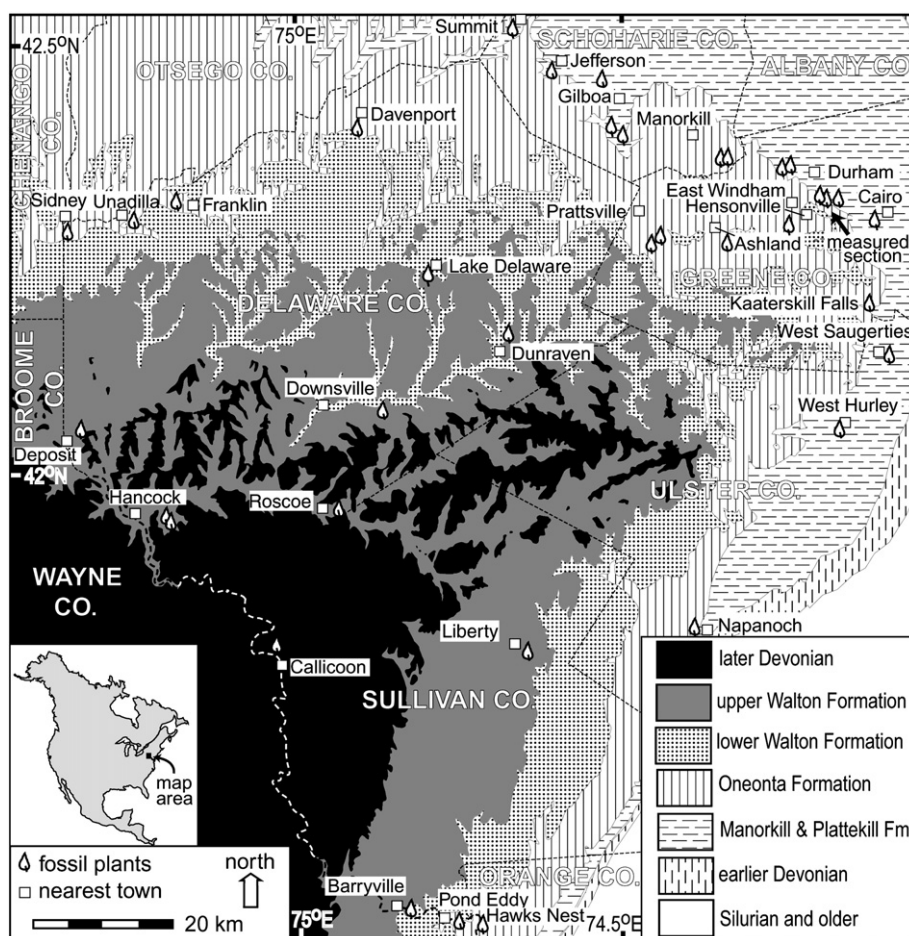 42.5°N
75°E
Summit
SCHOHARIE CO.
Jefferson
OTSEGO CO.
ALBANY CO.
Gilboa
CHENANGO
CO.
Davenport
Manorkill
Durham
Sidney
Unadilla
Franklin
East Windham
Cairo
Prattsville
Hensonville
Ashland
measured
section
Lake Delaware
GREENE CO.
DELAWARE CO.
Kaaterskill Falls
West Saugerties
BROOME
CO.
Dunraven
Downsville
West Hurley
Deposit
42°N
Hancock
Roscoe
ULSTER CO.
WAYNE
CO.
Napanoch
Liberty
Callicoon
SULLIVAN CO.
map
area
later Devonian
upper Walton Formation
lower Walton Formation
Oneonta Formation
Manorkill & Plattekill Fm
earlier Devonian
Silurian and older
fossil plants
nearest town
north
20 km
ORANGE CO.
Barryville
Pond Eddy
Hawks Nest
75°E
74.5°E